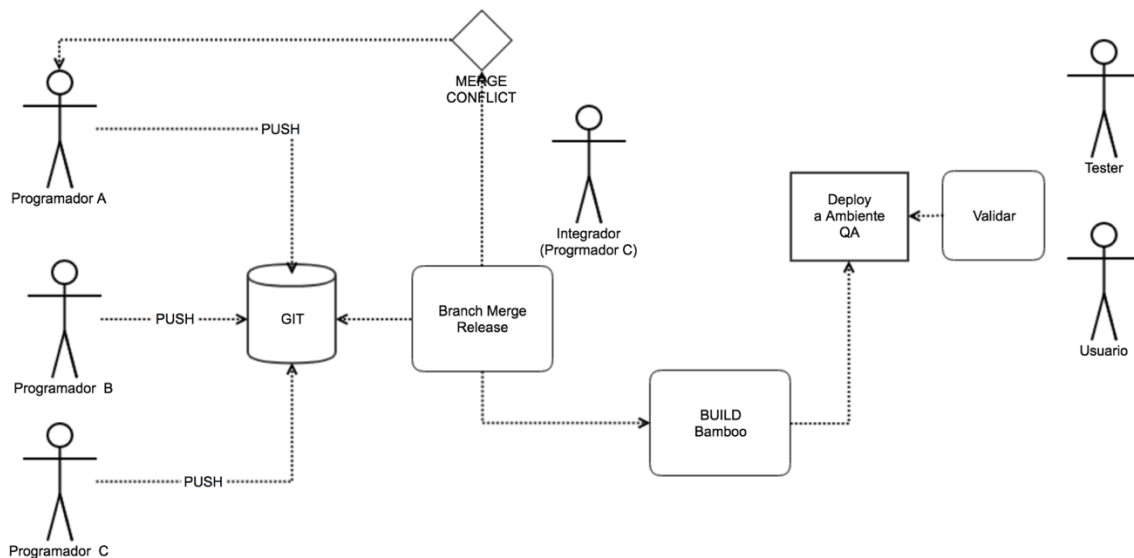 MERGE
CONFLICT
PUSH
Programador A
Integrador
(Progrmador C)
Tester
Deploy
a Ambiente
QA
Validar
GIT
PUSH
Programador  B
Branch Merge
Release
Usuario
BUILD
Bamboo
PUSH
Programador  C